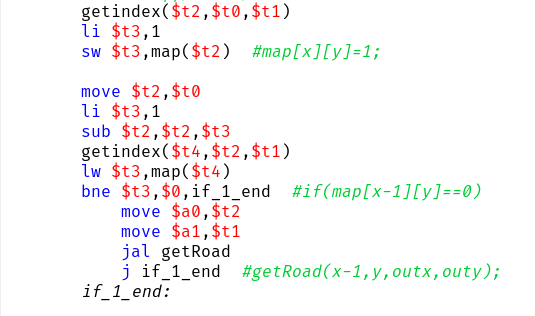 getindex($t2,$t0,$t1)
li $t3,1
sw $t3,map($t2)  #map[x][y]=1;

move $t2,$t0
li $t3,1
sub $t2,$t2,$t3
getindex($t4,$t2,$t1)
lw $t3,map($t4)
bne $t3,$0,if_1_end  #if(map[x-1][y]==0)
    move $a0,$t2
    move $a1,$t1
    jal getRoad
    j if_1_end  #getRoad(x-1,y,outx,outy);
if_1_end: